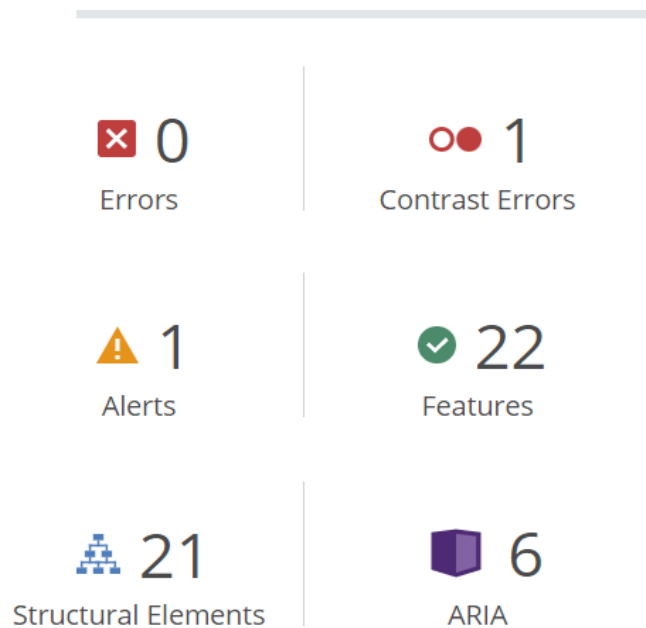 0 1
Errors Contrast Errors
1 22
Alerts Features
21 6
Structural Elements ARIA